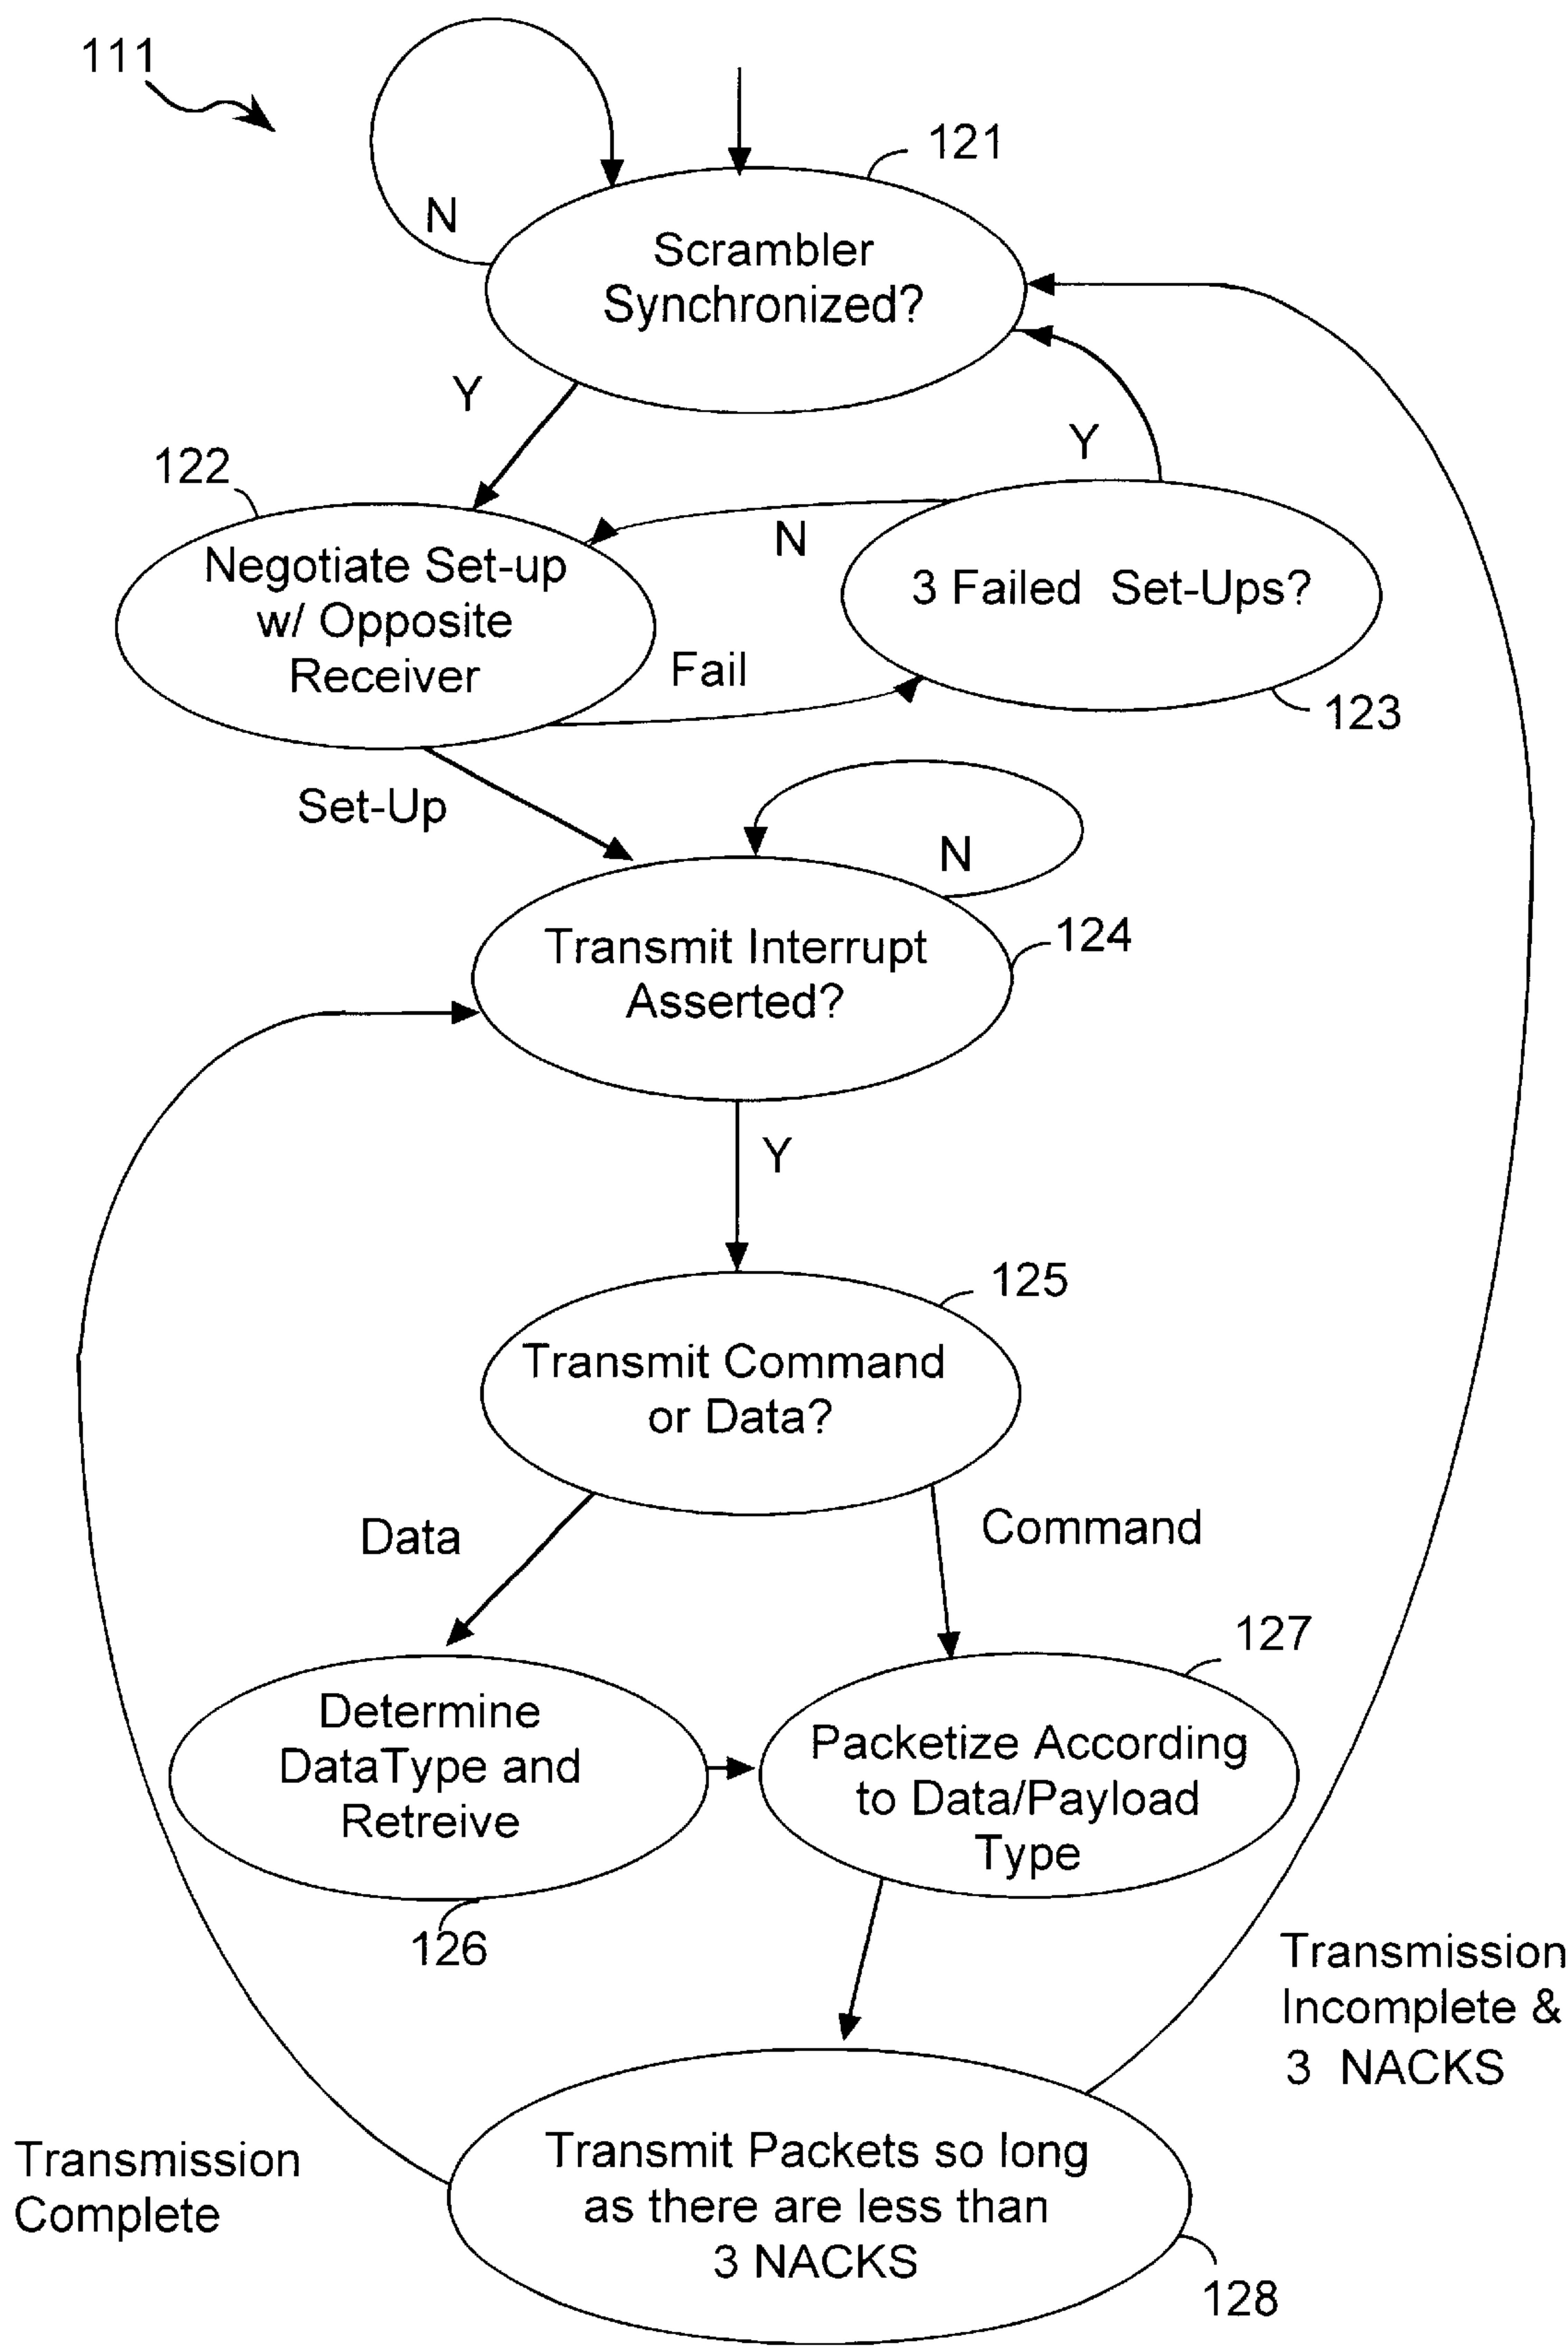 111
121
N
Scrambler
Synchronized?
Y
Y
122
N
Negotiate Set-up
w/ Opposite
Receiver
3 Failed Set-Ups?
Fail
123
Set-Up
N
124
Transmit Interrupt
Asserted?
Y
125
Transmit Command
or Data?
Data
Command
127
Determine
DataType and
Retreive
Packetize According
to Data/Payload
Type
126
Transmission
Incomplete &
3 NACKS
Transmission
Complete
Transmit Packets so long
as there are less than
3 NACKS
128